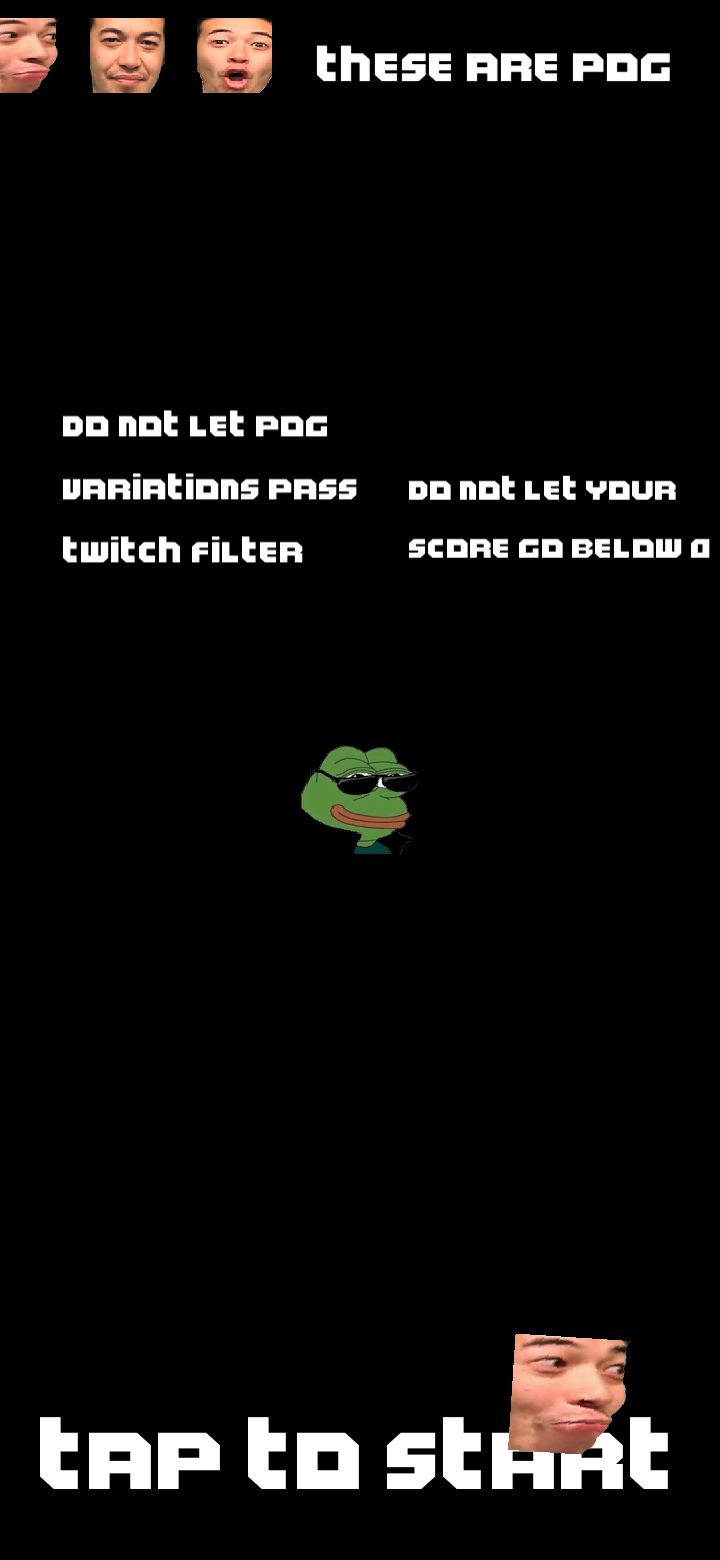 these are pog
do not let pog
variations pass
twitch filter
do not let your
score go below 0
tap to start